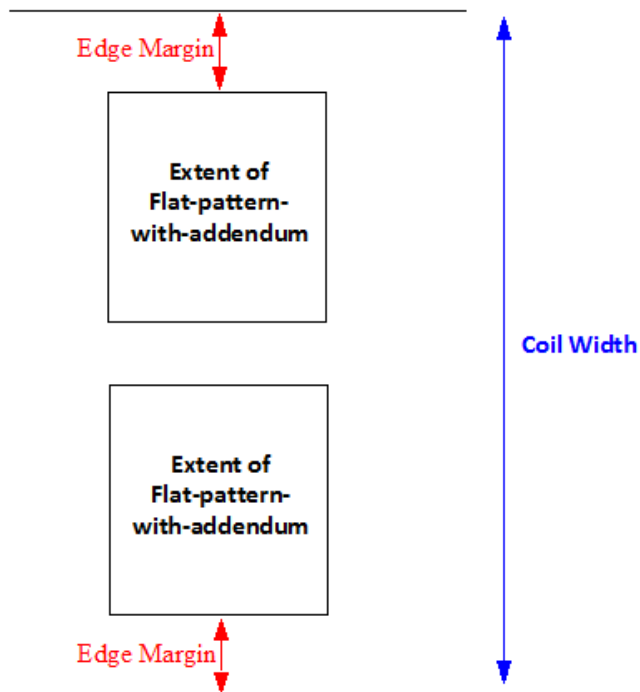 Edge Margin
Extent of
Flat-pattern-
with-addendum
Coil Width
Extent of
Flat-pattern-
with-addendum
Edge Margin